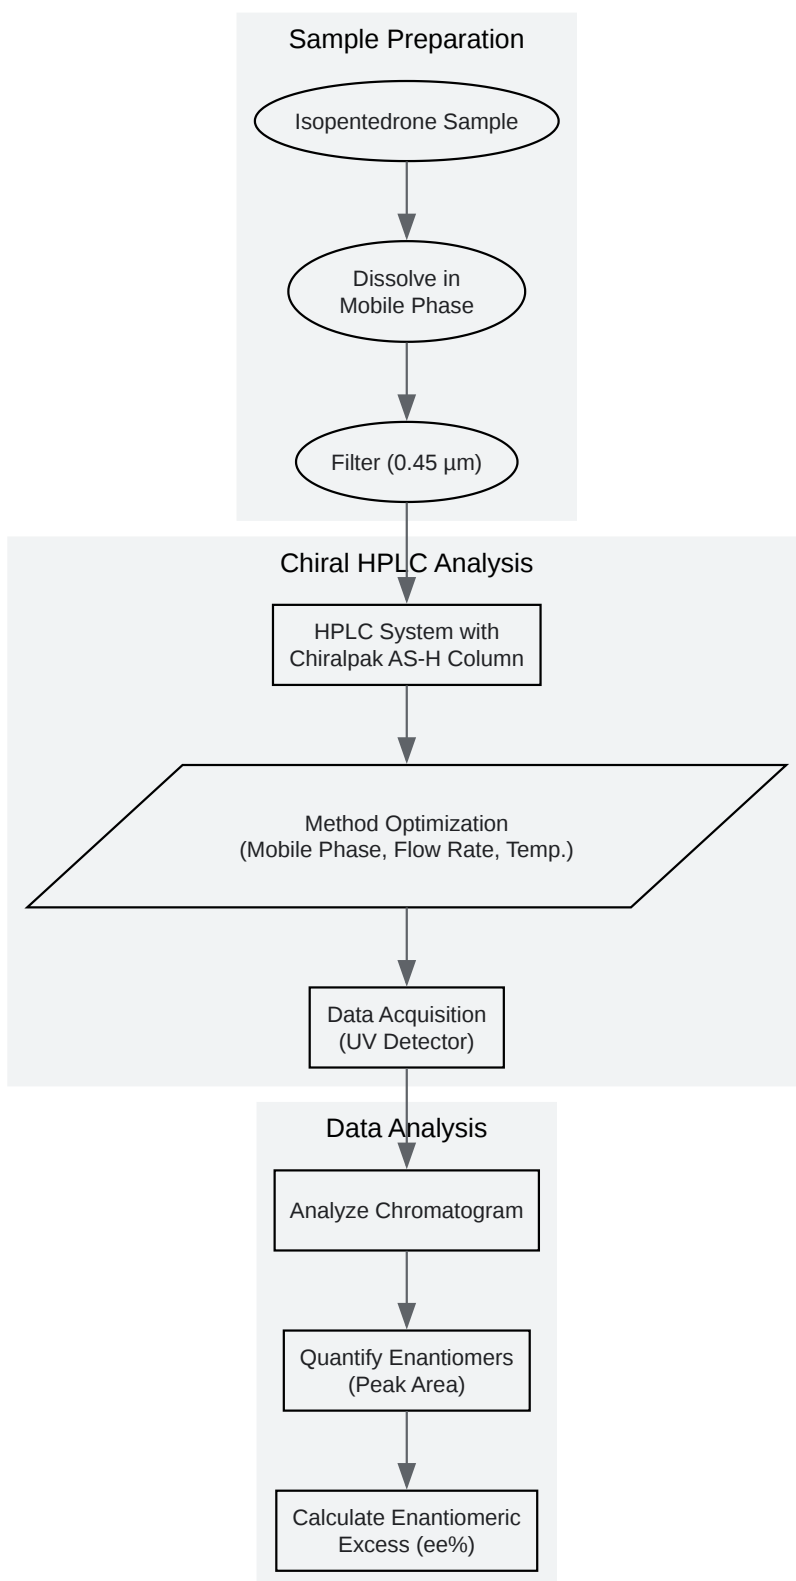 Sample Preparation
Isopentedrone Sample
Dissolve in
Mobile Phase
Filter (0.45 µm)
Chiral HPLC Analysis
HPLC System with
Chiralpak AS-H Column
Method Optimization
(Mobile Phase, Flow Rate, Temp.)
Data Acquisition
(UV Detector)
Data Analysis
Analyze Chromatogram
Quantify Enantiomers
(Peak Area)
Calculate Enantiomeric
Excess (ee%)